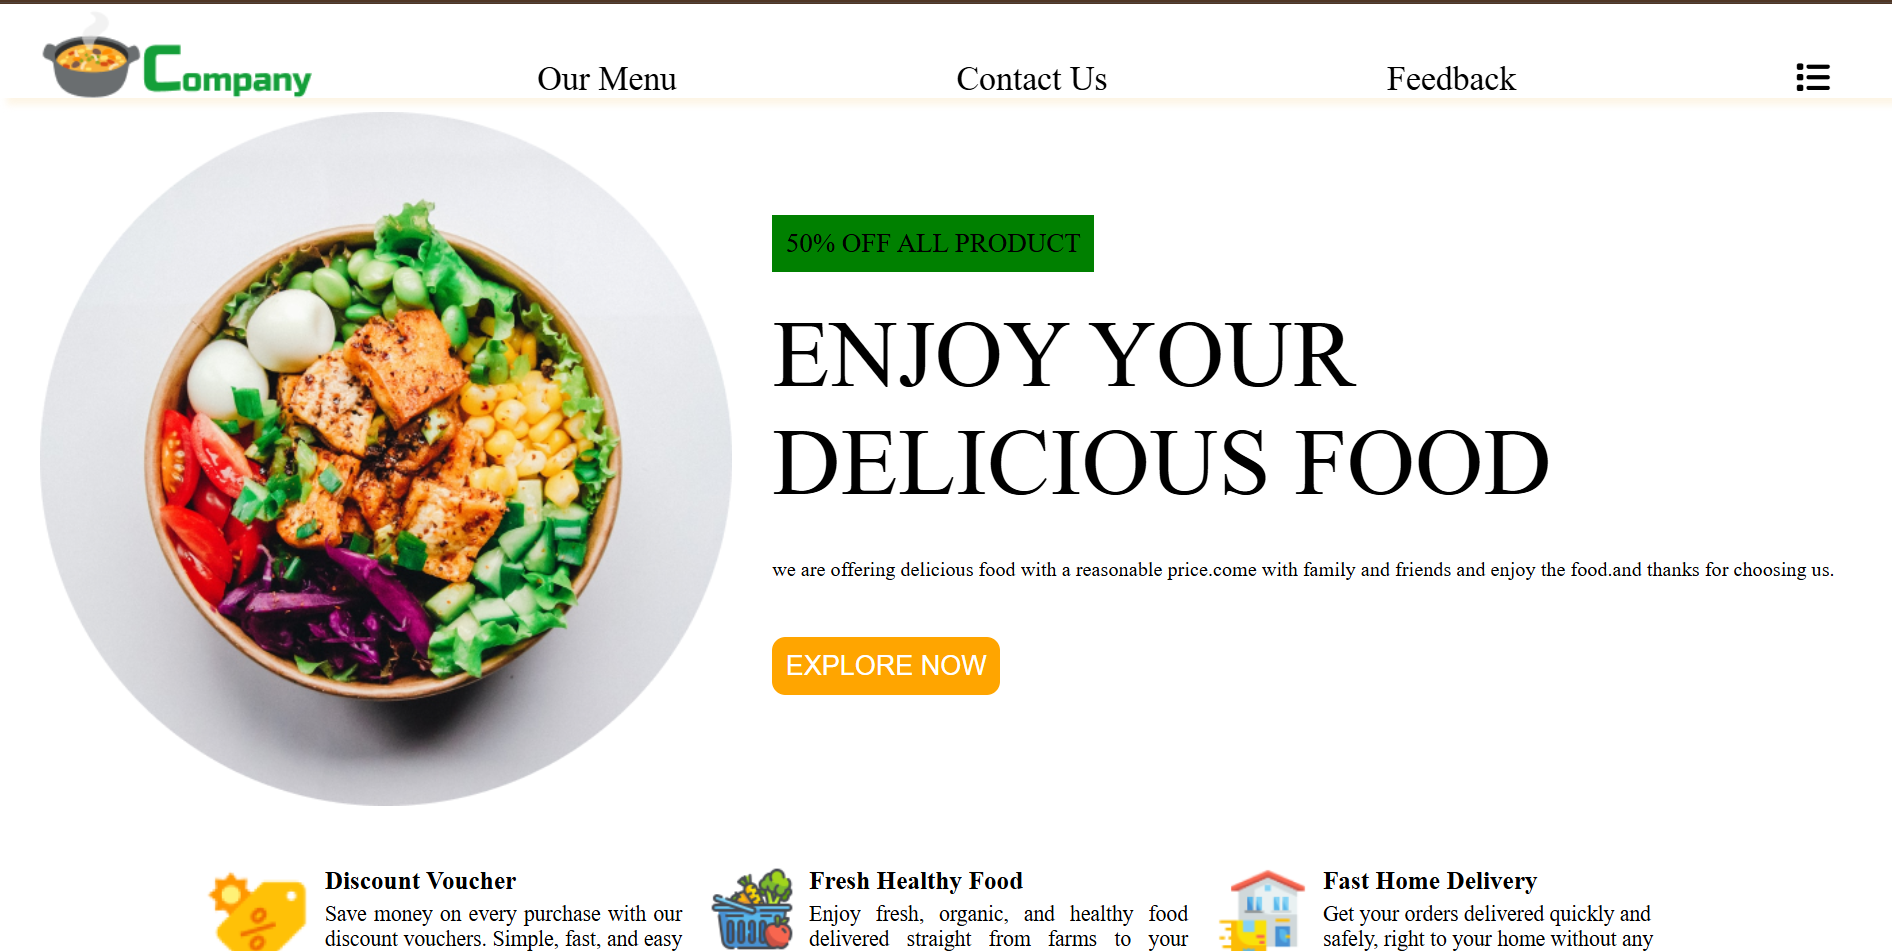 Company
Our Menu
Contact Us
Feedback
50% OFF ALL PRODUCT
ENJOY YOUR
DELICIOUS FOOD
we are offering delicious food with a reasonable price.come with family and friends and enjoy the food.and thanks for choosing us.
EXPLORE NOW
Discount Voucher
Save money on every purchase with our
discount vouchers. Simple, fast, and easy
Fresh Healthy Food
Enjoy fresh, organic, and healthy food
delivered straight from farms to your
Fast Home Delivery
Get your orders delivered quickly and
safely, right to your home without any